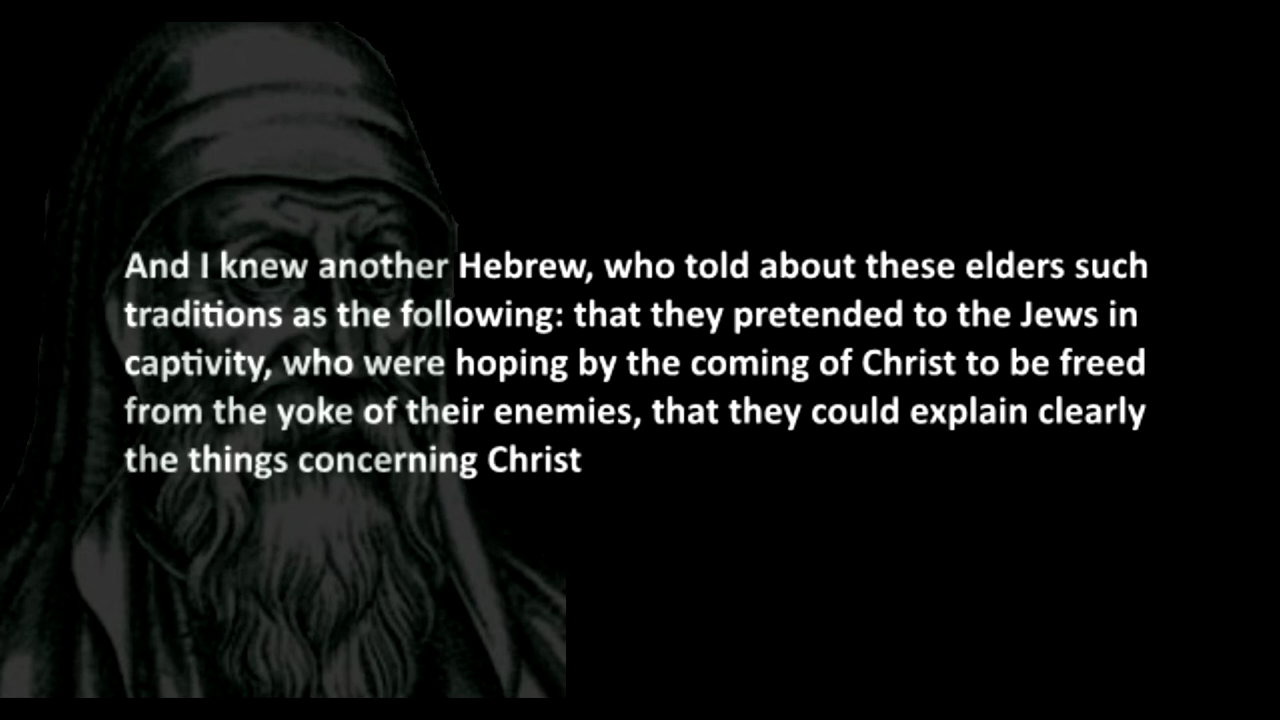 And I knew another Hebrew, who told about these elders such
traditions as the following: that they pretended to the Jews in
captivity, who were hoping by the coming of Christ to be freed
from the yoke of their enemies, that they could explain clearly
the things concerning Christ